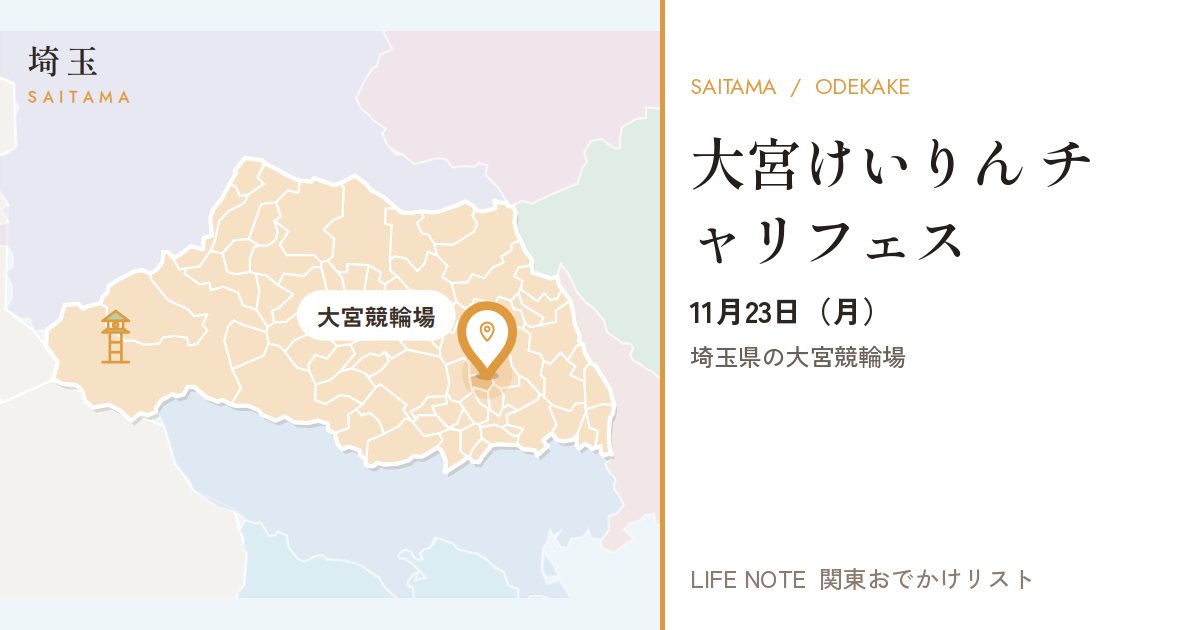 埼玉
SAITAMA
大宮競輪場
SAITAMA / ODEKAKE
大宮けいりん チ
ャリフェス
11月23日（月）
埼玉県の大宮競輪場
LIFE NOTE 関東おでかけリスト